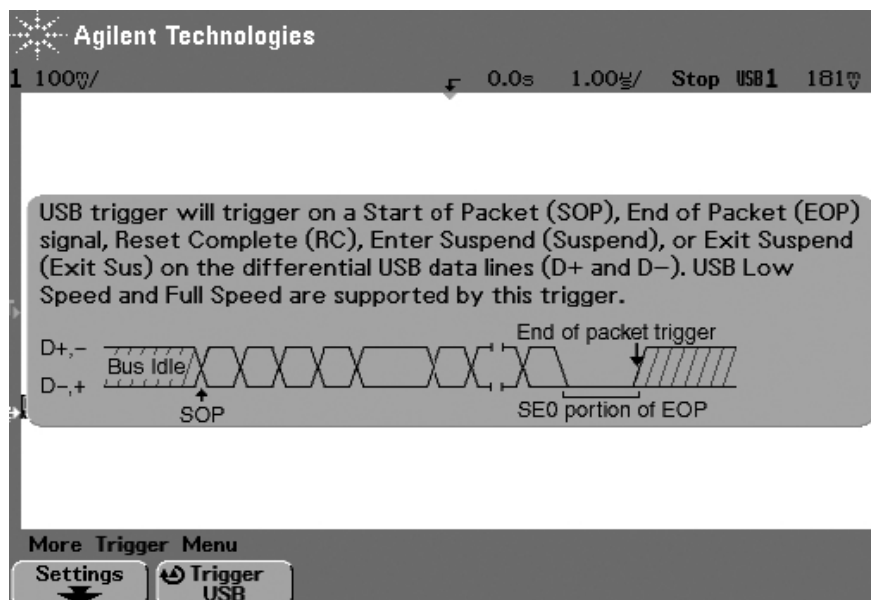 Agilent Technologies
1 100mV/ 0.0s 1.00us/ Stop USB1 181mV
USB trigger will trigger on a Start of Packet (SOP), End of Packet (EOP)
signal, Reset Complete (RC), Enter Suspend (Suspend), or Exit Suspend
(Exit Sus) on the differential USB data lines (D+ and D−). USB Low
Speed and Full Speed are supported by this trigger.
End of packet trigger
D+,−
Bus Idle
D−,+
SOP
SE0 portion of EOP
More Trigger Menu
Settings Trigger
USB